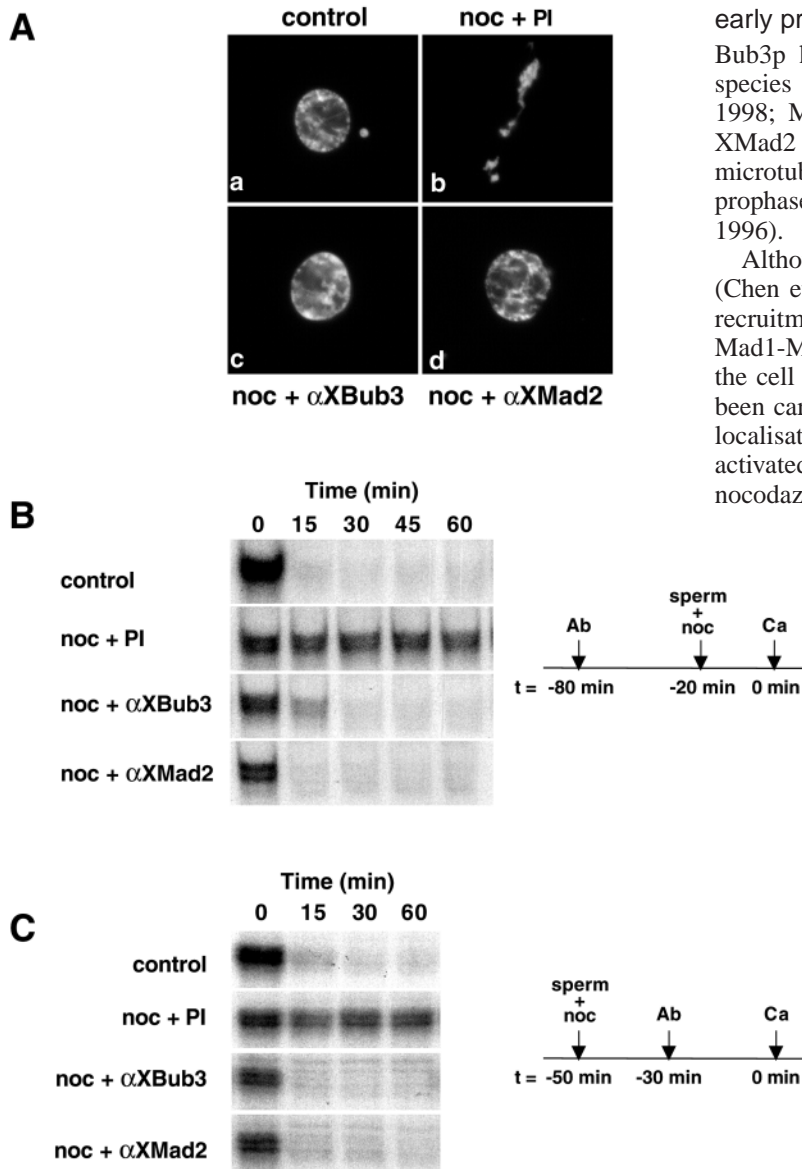 A
control noc + PI
a b
c d
noc + αXBub3 noc + αXMad2
early pr
Bub3p
species
1998; M
XMad2
microtub
prophase
1996).
Altho
(Chen e
recruitm
Mad1-M
the cell
been can
localisat
activated
nocodaz
B
Time (min)
0 15 30 45 60
control
noc + PI
noc + αXBub3
noc + αXMad2
sperm
+
Ab noc Ca
t = -80 min -20 min 0 min
C
Time (min)
0 15 30 60
control
noc + PI
noc + αXBub3
noc + αXMad2
sperm
+
noc Ab Ca
t = -50 min -30 min 0 min